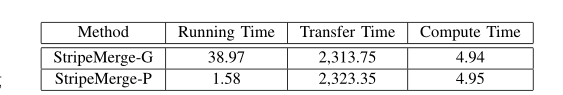 Method Running Time Transfer Time Compute Time
StripeMerge-G 38.97 2,313.75 4.94
StripeMerge-P 1.58 2,323.35 4.95